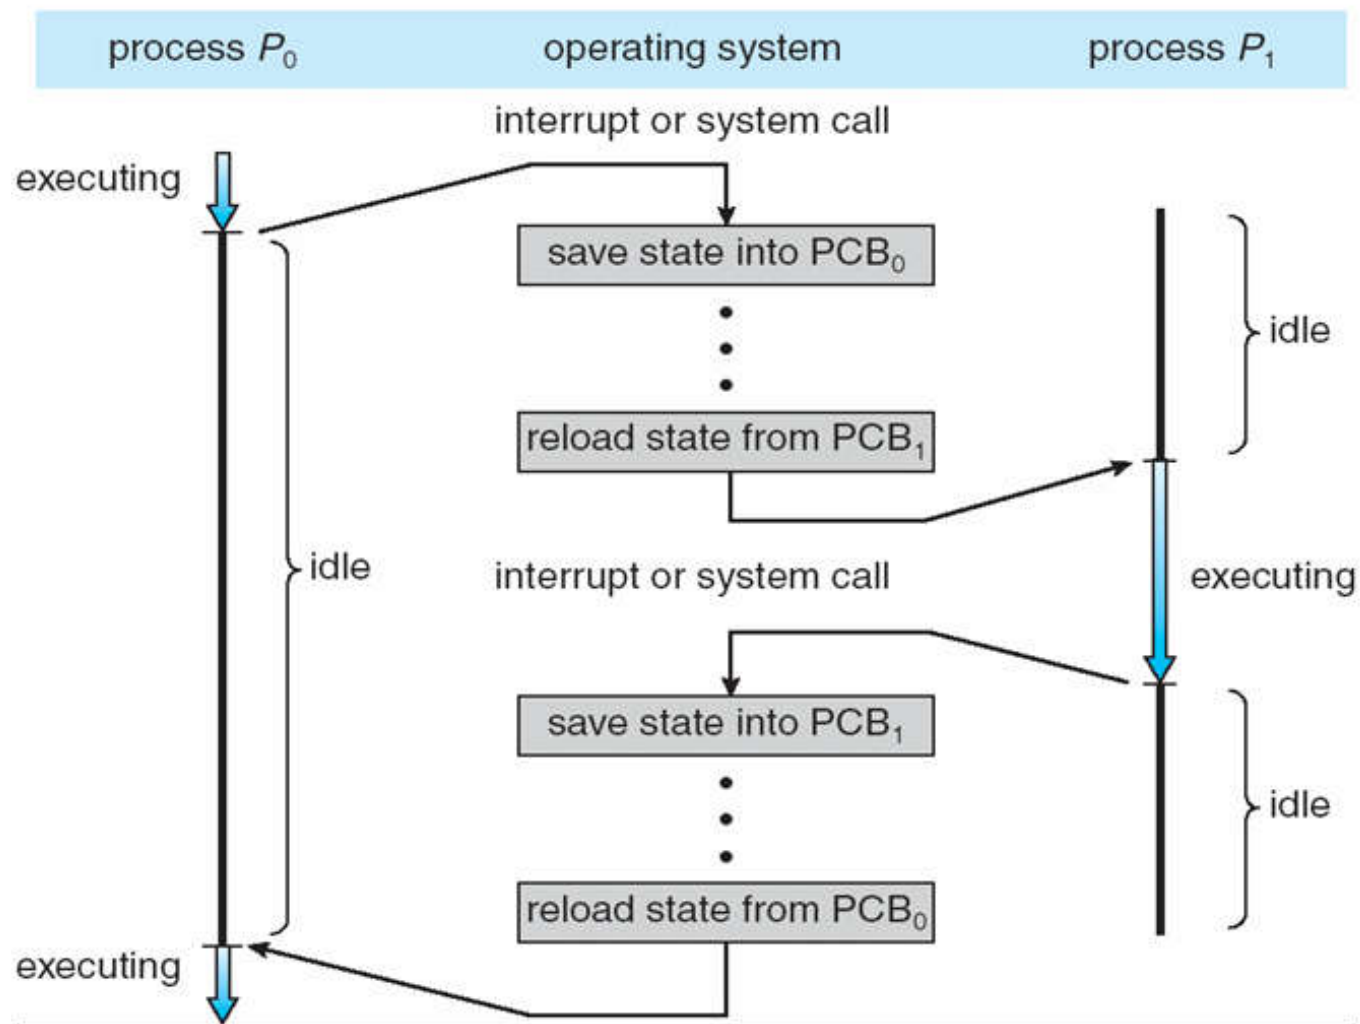 process P₀ operating system process P₁
interrupt or system call
executing
save state into PCB₀
idle
reload state from PCB₁
idle
interrupt or system call
executing
save state into PCB₁
idle
reload state from PCB₀
executing